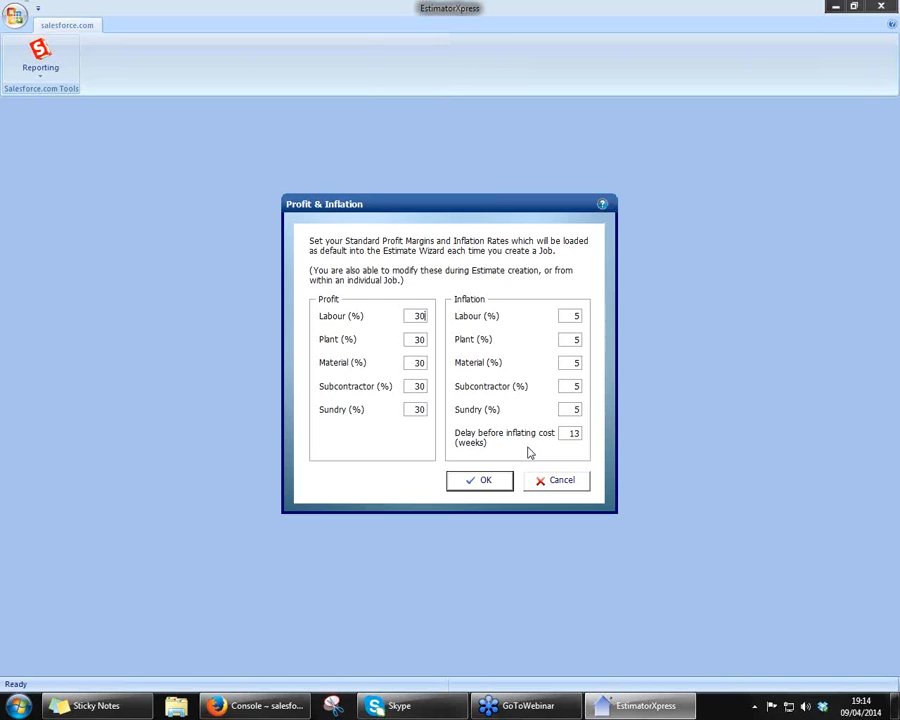 EstimatorXpress
salesforce.com
Reporting
Salesforce.com Tools
Profit & Inflation
Set your Standard Profit Margins and Inflation Rates which will be loaded
as default into the Estimate Wizard each time you create a Job.
(You are also able to modify these during Estimate creation, or from
within an individual Job.)
Profit
Labour (%) 30
Plant (%) 30
Material (%) 30
Subcontractor (%) 30
Sundry (%) 30
Inflation
Labour (%) 5
Plant (%) 5
Material (%) 5
Subcontractor (%) 5
Sundry (%) 5
Delay before inflating cost 13
(weeks)
OK
Cancel
Ready
Sticky Notes
Console ~ salesfo...
Skype
GoToWebinar
EstimatorXpress
19:14
09/04/2014